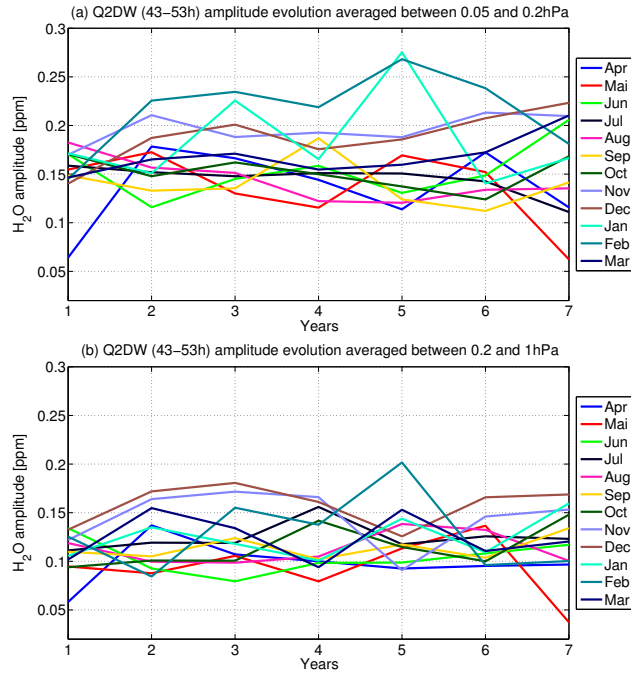 (a) Q2DW (43−53h) amplitude evolution averaged between 0.05 and 0.2hPa
0.3
0.25
0.2
0.15
0.1
0.05
H2O amplitude [ppm]
1 2 3 4 5 6 7
Years
Apr
Mai
Jun
Jul
Aug
Sep
Oct
Nov
Dec
Jan
Feb
Mar
(b) Q2DW (43−53h) amplitude evolution averaged between 0.2 and 1hPa
0.3
0.25
0.2
0.15
0.1
0.05
H2O amplitude [ppm]
1 2 3 4 5 6 7
Years
Apr
Mai
Jun
Jul
Aug
Sep
Oct
Nov
Dec
Jan
Feb
Mar